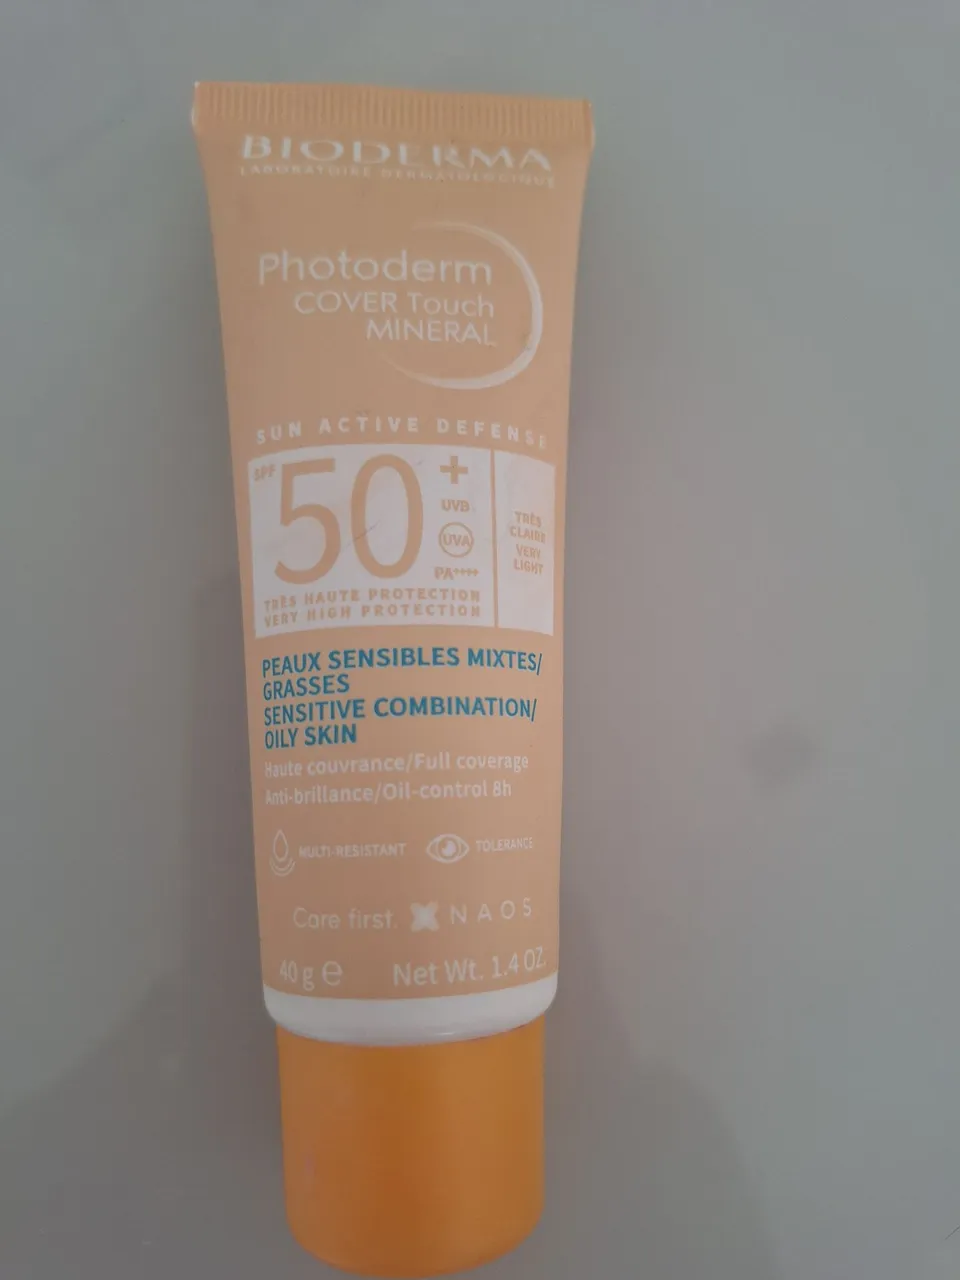 BIODERMA
LABORATOIRE DERMATOLOGIQUE
Photoderm
COVER Touch
MINERAL
SUN ACTIVE DEFENSE
SPF
50+
UVB
UVA
PA++++
TRÈS HAUTE PROTECTION
VERY HIGH PROTECTION
TRÈS
CLAIRE
VERY
LIGHT
PEAUX SENSIBLES MIXTES/
GRASSES
SENSITIVE COMBINATION/
OILY SKIN
Haute couvrance/Full coverage
Anti-brillance/Oil-control 8h
MULTI-RESISTANT
TOLERANCE
Care first. NAOS
40 g e Net Wt. 1.4 OZ.